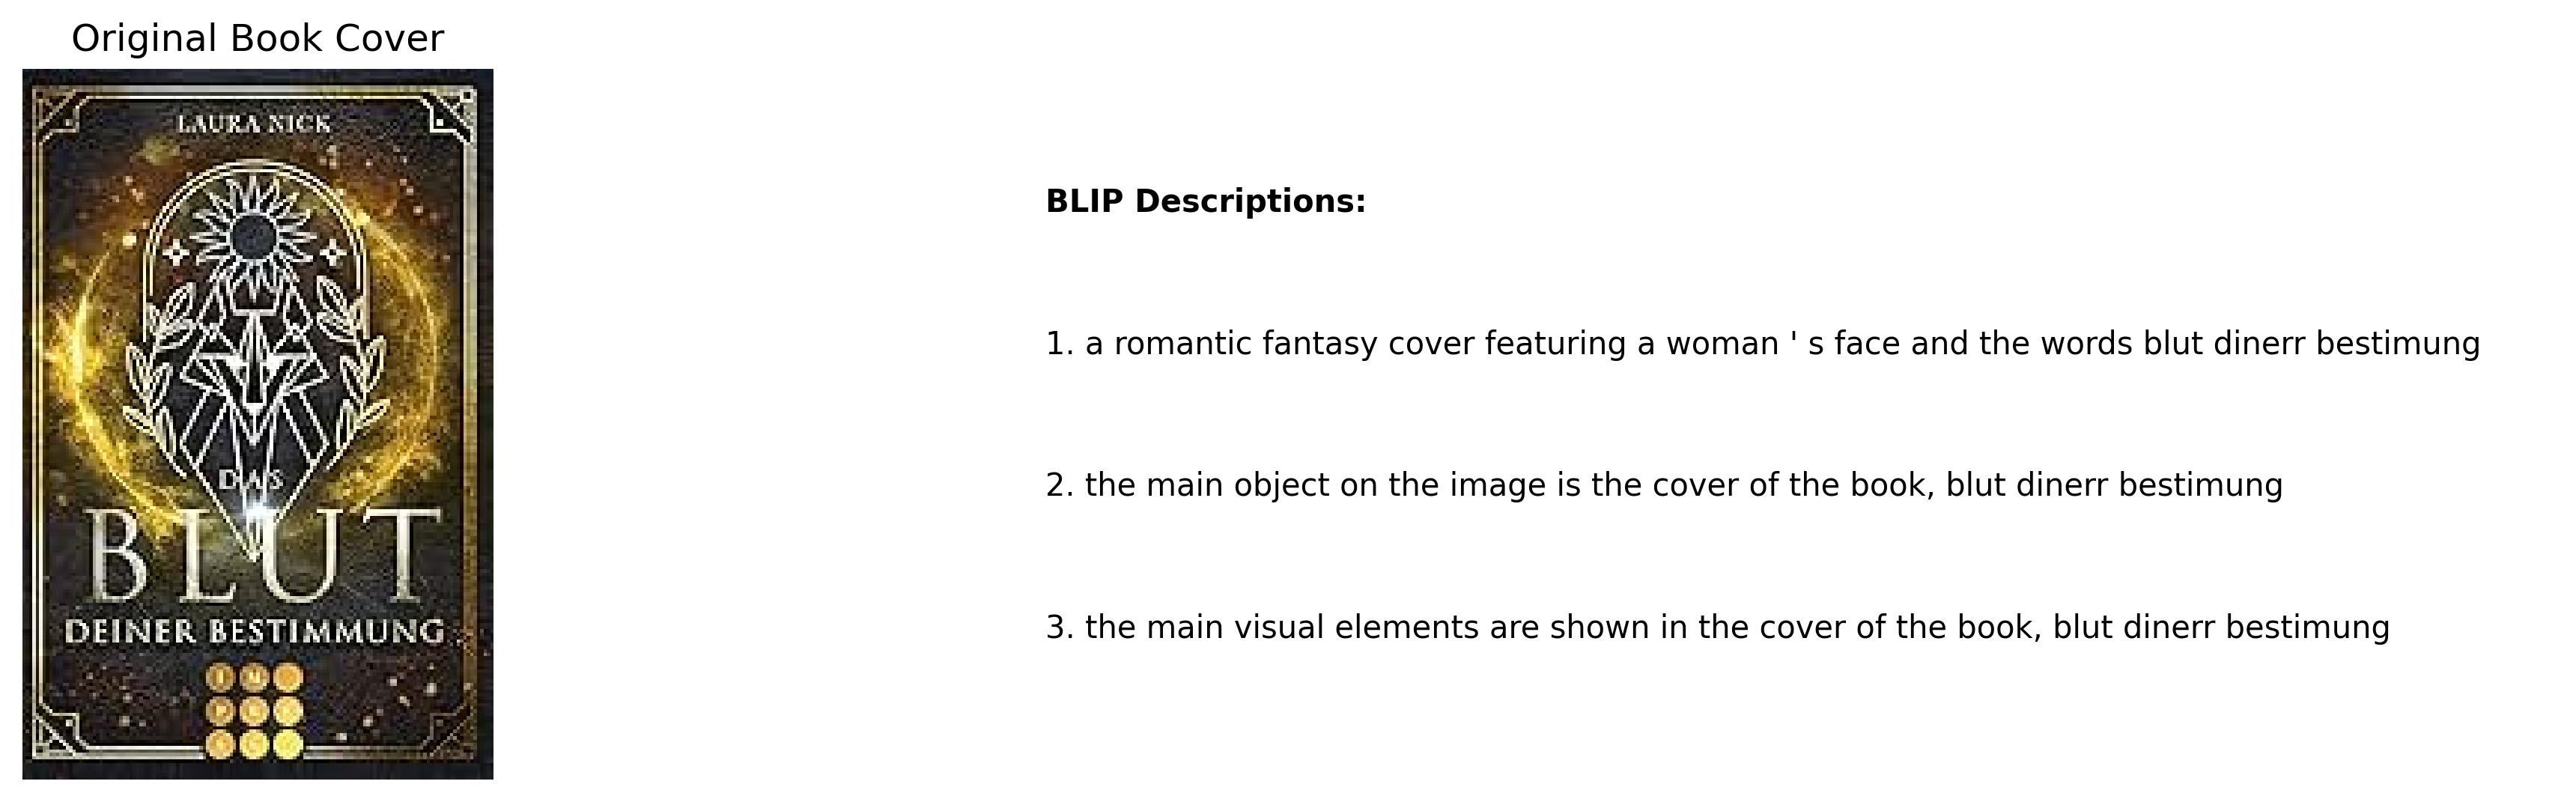 Original Book Cover
LAURA NICK
DAS
BLUT
DEINER BESTIMMUNG
BLIP Descriptions:
1. a romantic fantasy cover featuring a woman ' s face and the words blut dinerr bestimung
2. the main object on the image is the cover of the book, blut dinerr bestimung
3. the main visual elements are shown in the cover of the book, blut dinerr bestimung